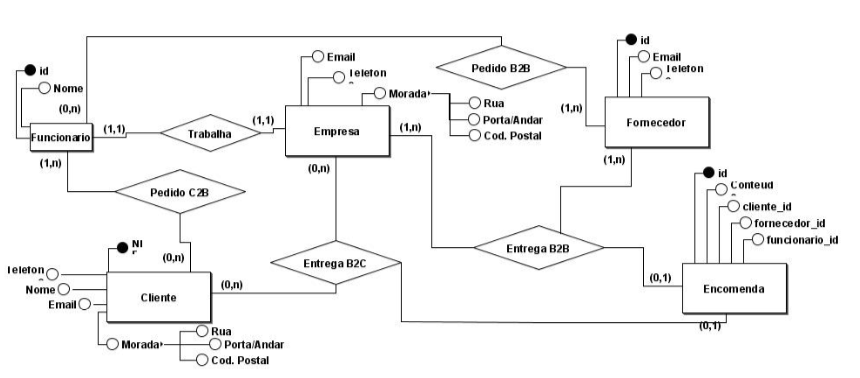 id
Nome
(0,n)
Funcionario
(1,1)
(1,n)
Trabalha
(1,1)
Email
Morada
Rua
Porta/Andar
Cod. Postal
Empresa
(1,n)
(0,n)
Pedido B2B
(1,n)
id
Email
Fornecedor
(1,n)
Pedido C2B
(0,n)
Entrega B2C
(0,n)
Entrega B2B
(0,1)
(0,1)
id
cliente_id
fornecedor_id
funcionario_id
Encomenda
Nome
Email
Cliente
Morada
Rua
Porta/Andar
Cod. Postal